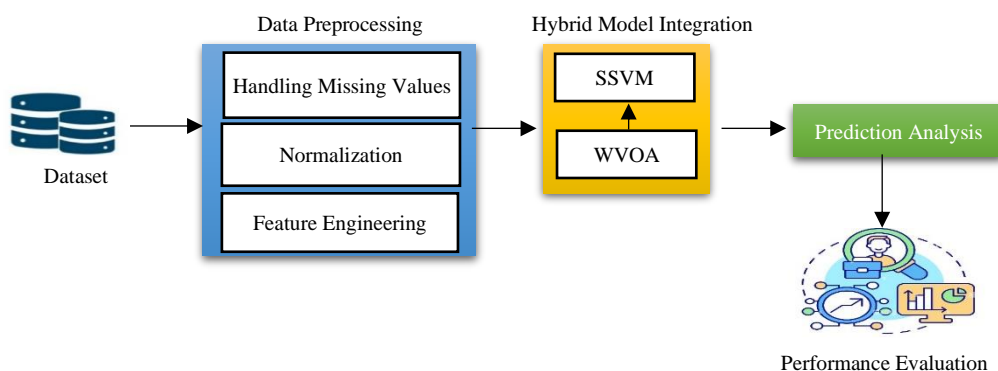 Data Preprocessing
Hybrid Model Integration
Handling Missing Values
Normalization
Feature Engineering
SSVM
WVOA
Prediction Analysis
Dataset
Performance Evaluation